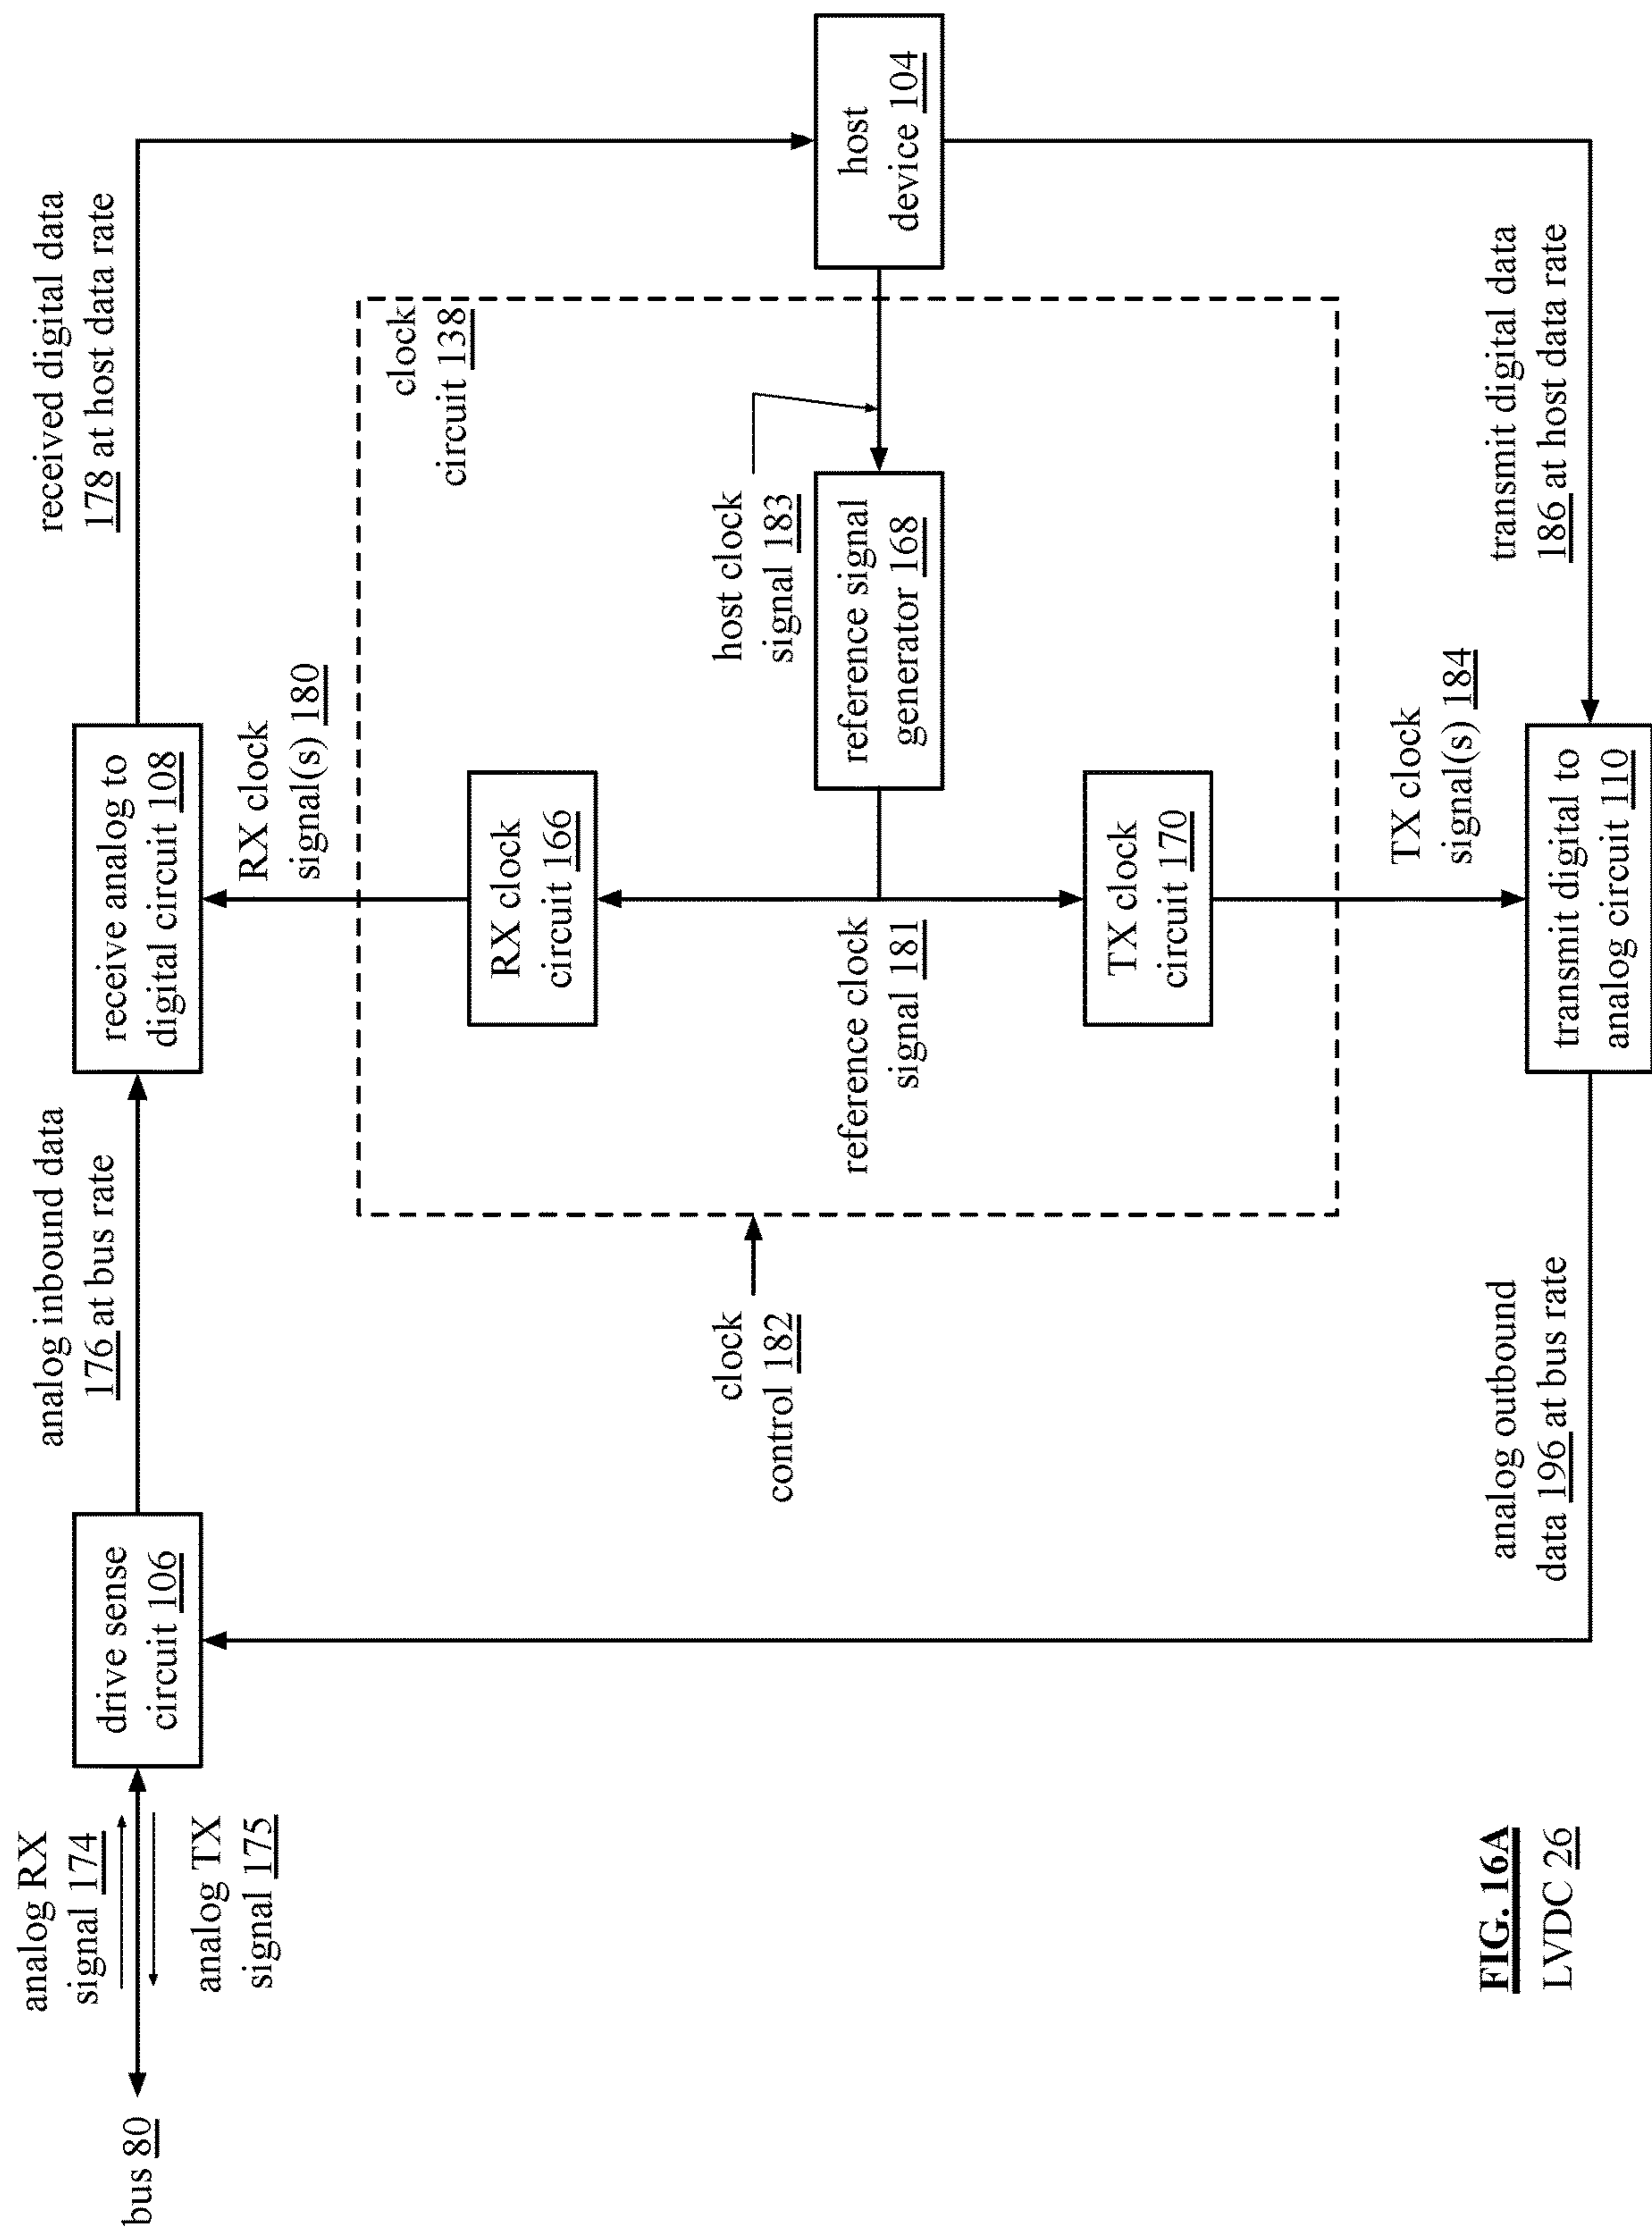 bus 80
analog RX
signal 174
analog TX
signal 175
drive sense
circuit 106
analog inbound data
176 at bus rate
receive analog to
digital circuit 108
received digital data
178 at host data rate
RX clock
signal(s) 180
clock
circuit 138
RX clock
circuit 166
clock
control 182
reference clock
signal 181
host clock
signal 183
reference signal
generator 168
host
device 104
TX clock
circuit 170
TX clock
signal(s) 184
analog outbound
data 196 at bus rate
transmit digital to
analog circuit 110
transmit digital data
186 at host data rate
FIG. 16A
LVDC 26